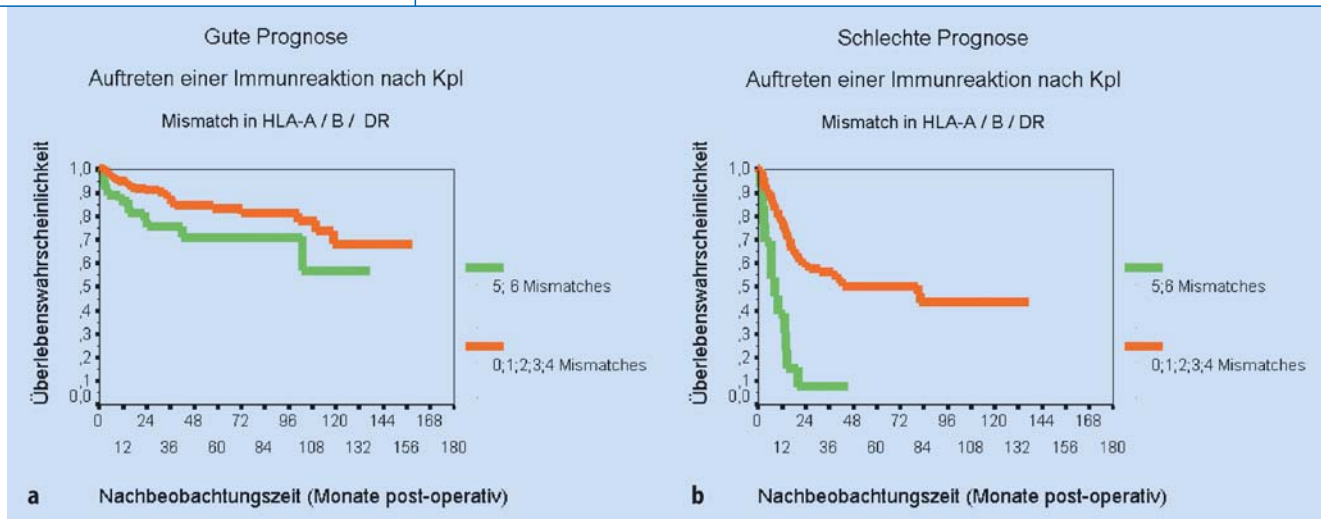 Gute Prognose
Auftreten einer Immunreaktion nach Kpl
Mismatch in HLA-A / B / DR
Überlebenswahrscheinlichkeit
1,0
,9
,8
,7
,6
,5
,4
,3
,2
,1
0,0
0 24 48 72 96 120 144 168
12 36 60 84 108 132 156 180
5; 6 Mismatches
0;1;2;3;4 Mismatches
a Nachbeobachtungszeit (Monate post-operativ)
Schlechte Prognose
Auftreten einer Immunreaktion nach Kpl
Mismatch in HLA-A / B / DR
Überlebenswahrscheinlichkeit
1,0
,9
,8
,7
,6
,5
,4
,3
,2
,1
0,0
0 24 48 72 96 120 144 168
12 36 60 84 108 132 156 180
5;6 Mismatches
0;1;2;3;4 Mismatches
b Nachbeobachtungszeit (Monate post-operativ)